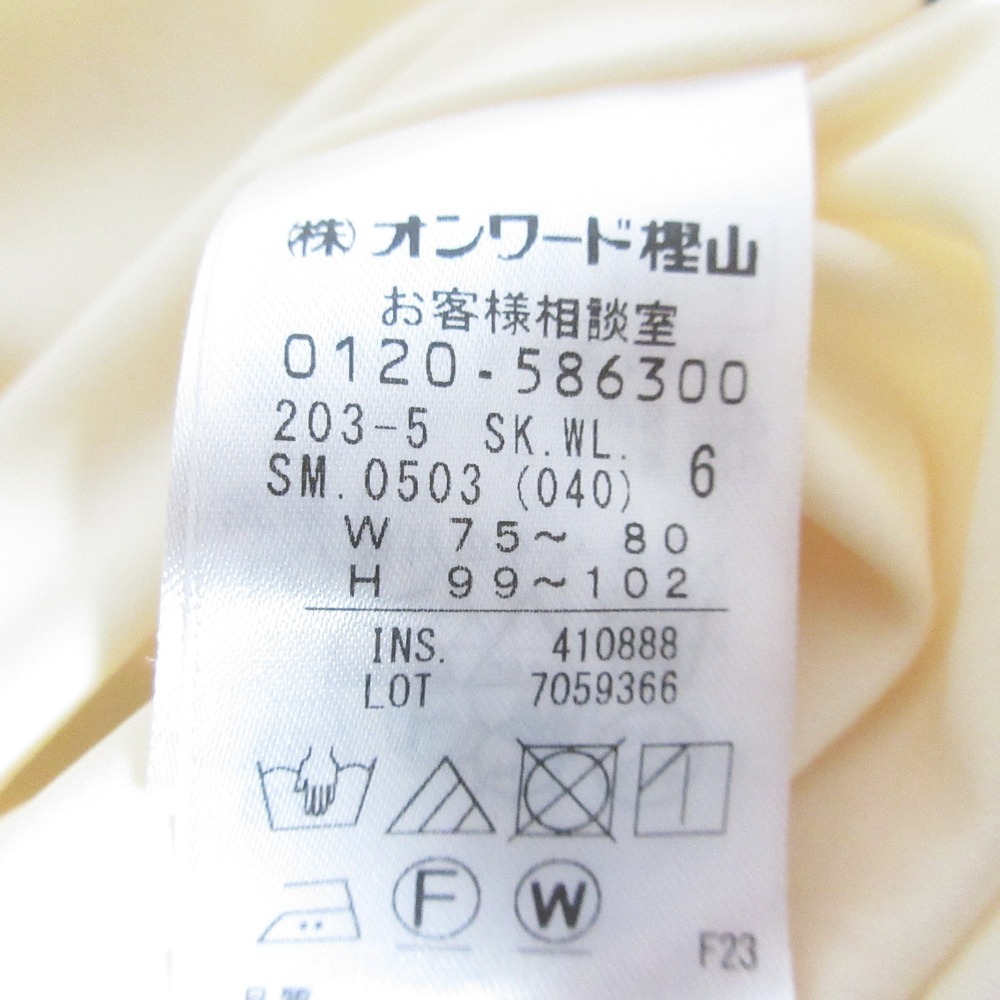 ㈱オンワード樫山
お客様相談室
0120-586300
203-5 SK.WL.
SM.0503 (040) 6
W 75~ 80
H 99~102
INS. 410888
LOT 7059366
F W
F23